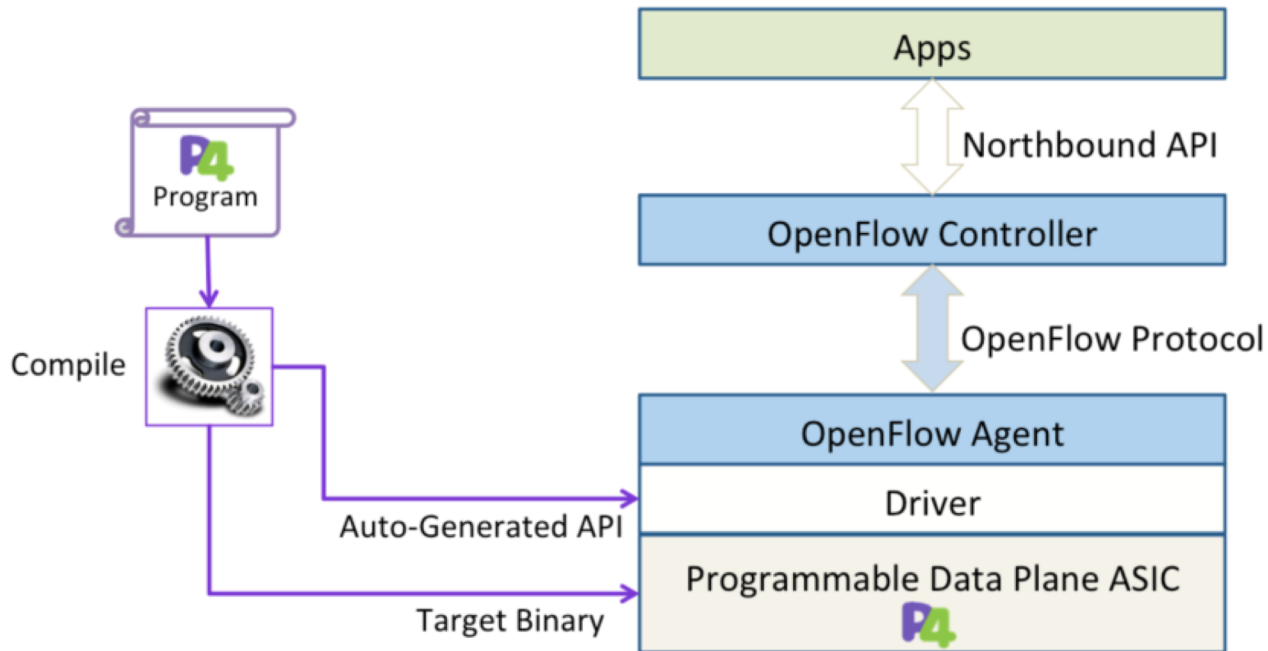 Apps
Northbound API
P4
Program
OpenFlow Controller
OpenFlow Protocol
Compile
OpenFlow Agent
Driver
Auto-Generated API
Programmable Data Plane ASIC
P4
Target Binary